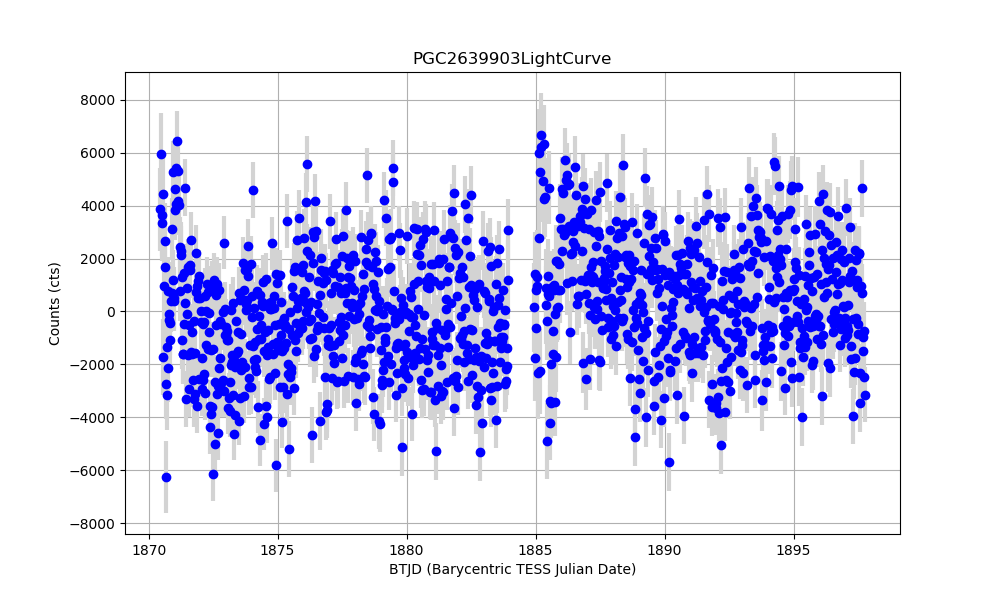 PGC2639903LightCurve
8000
6000
4000
2000
0
−2000
−4000
−6000
−8000
Counts (cts)
1870 1875 1880 1885 1890 1895
BTJD (Barycentric TESS Julian Date)